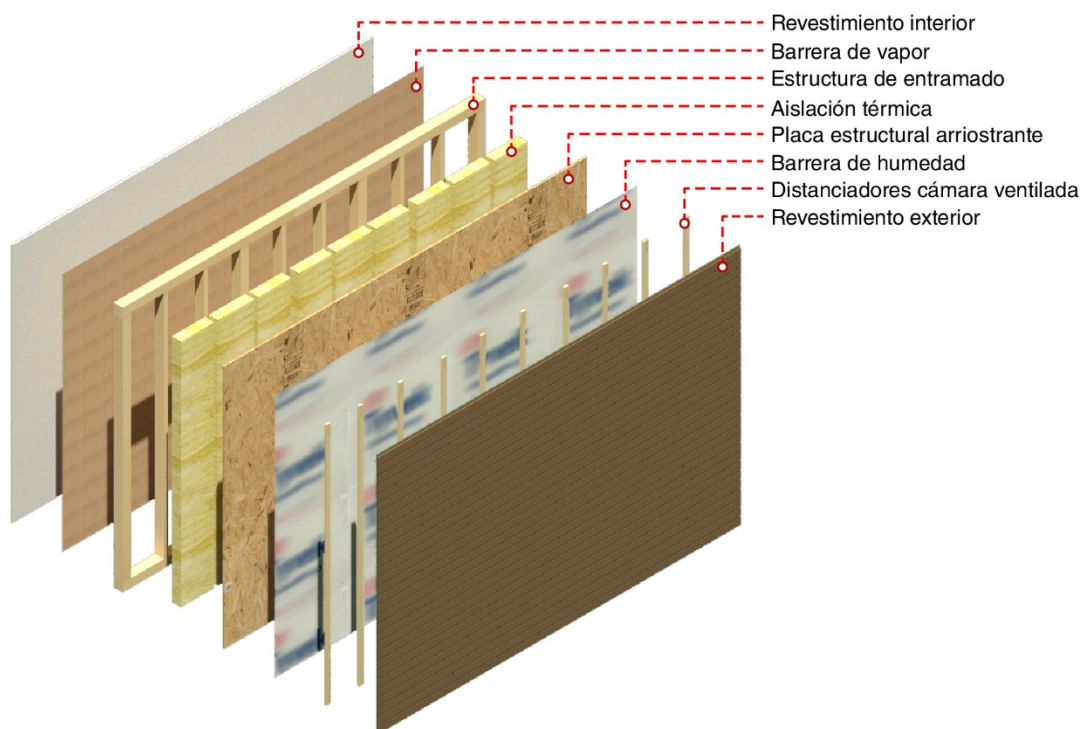 Revestimiento interior
Barrera de vapor
Estructura de entramado
Aislación térmica
Placa estructural arriostrante
Barrera de humedad
Distanciadores cámara ventilada
Revestimiento exterior